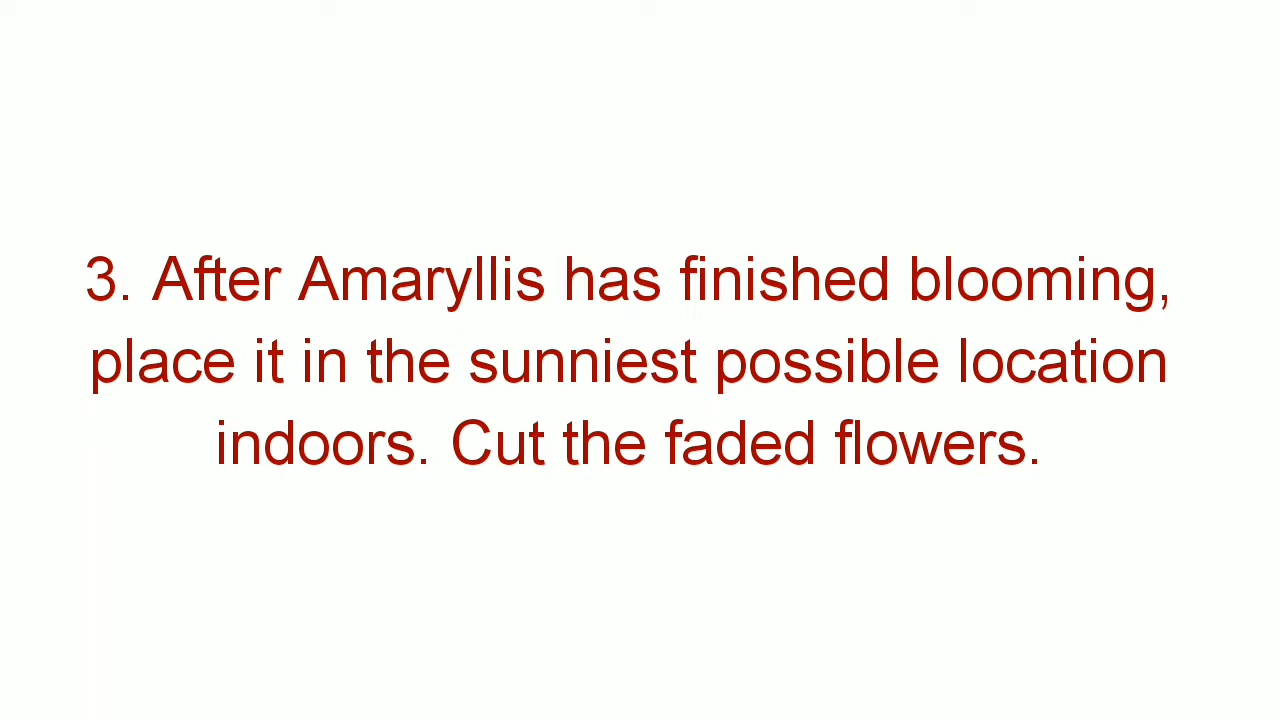 3. After Amaryllis has finished blooming,
place it in the sunniest possible location
indoors. Cut the faded flowers.